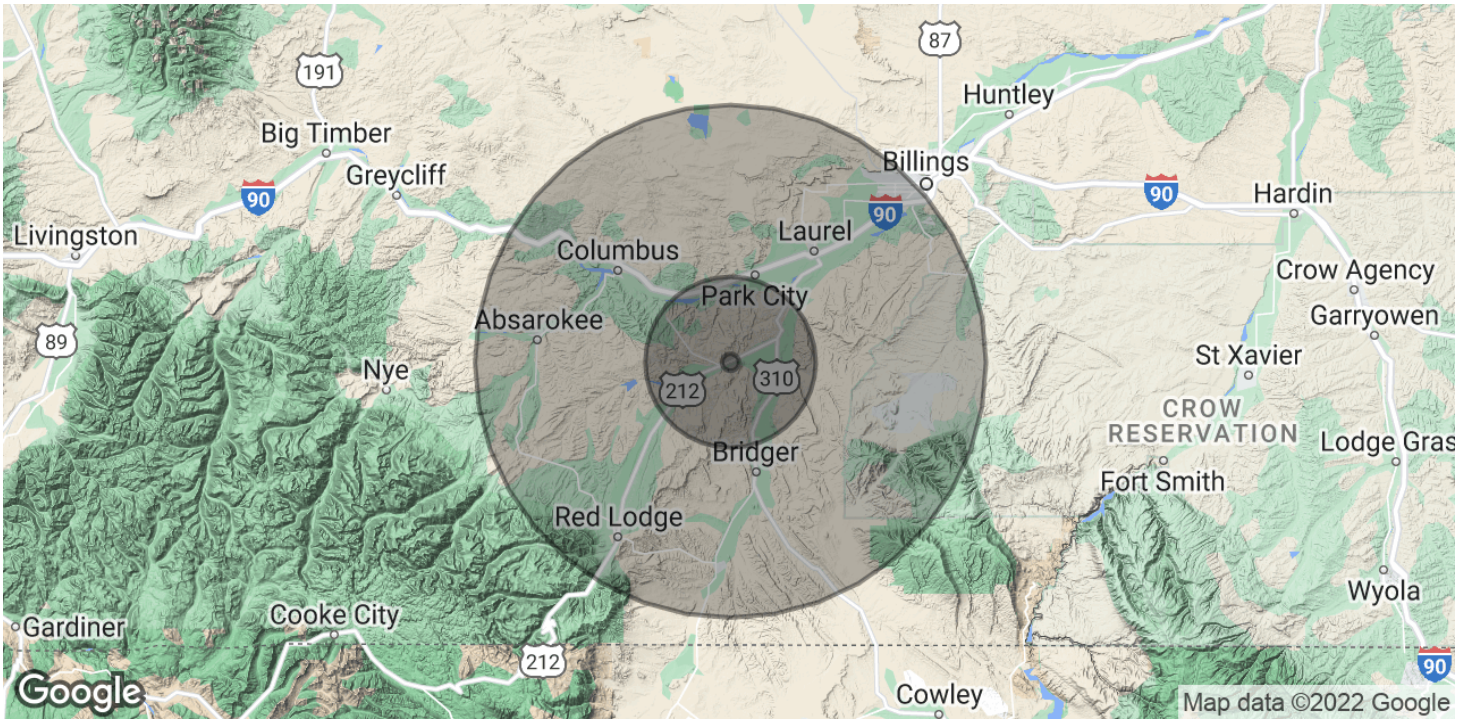 87
191
Huntley
Big Timber
Billings
Greycliff
90
90
Hardin
90
Livingston
Laurel
Columbus
Crow Agency
Park City
Absarokee
Garryowen
89
St Xavier
Nye
310
212
CROW
RESERVATION
Lodge Gras
Bridger
Fort Smith
Red Lodge
Wyola
Cooke City
Gardiner
212
90
Google
Cowley
Map data ©2022 Google